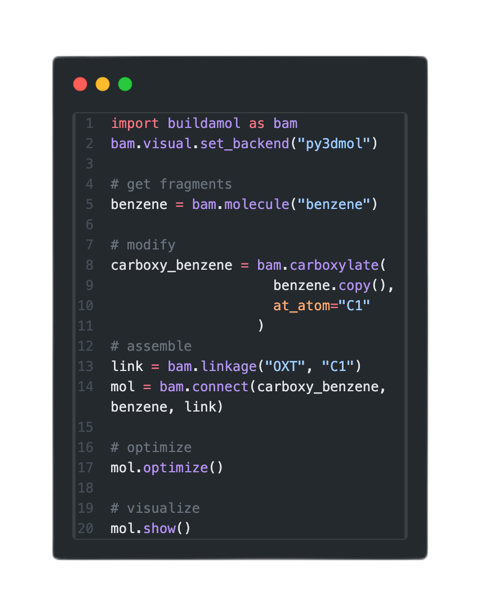 1 import buildamol as bam
2 bam.visual.set_backend("py3dmol")
3
4 # get fragments
5 benzene = bam.molecule("benzene")
6
7 # modify
8 carboxy_benzene = bam.carboxylate(
9                     benzene.copy(),
10                    at_atom="C1"
11                  )
12 # assemble
13 link = bam.linkage("OXT", "C1")
14 mol = bam.connect(carboxy_benzene,
benzene, link)
15
16 # optimize
17 mol.optimize()
18
19 # visualize
20 mol.show()